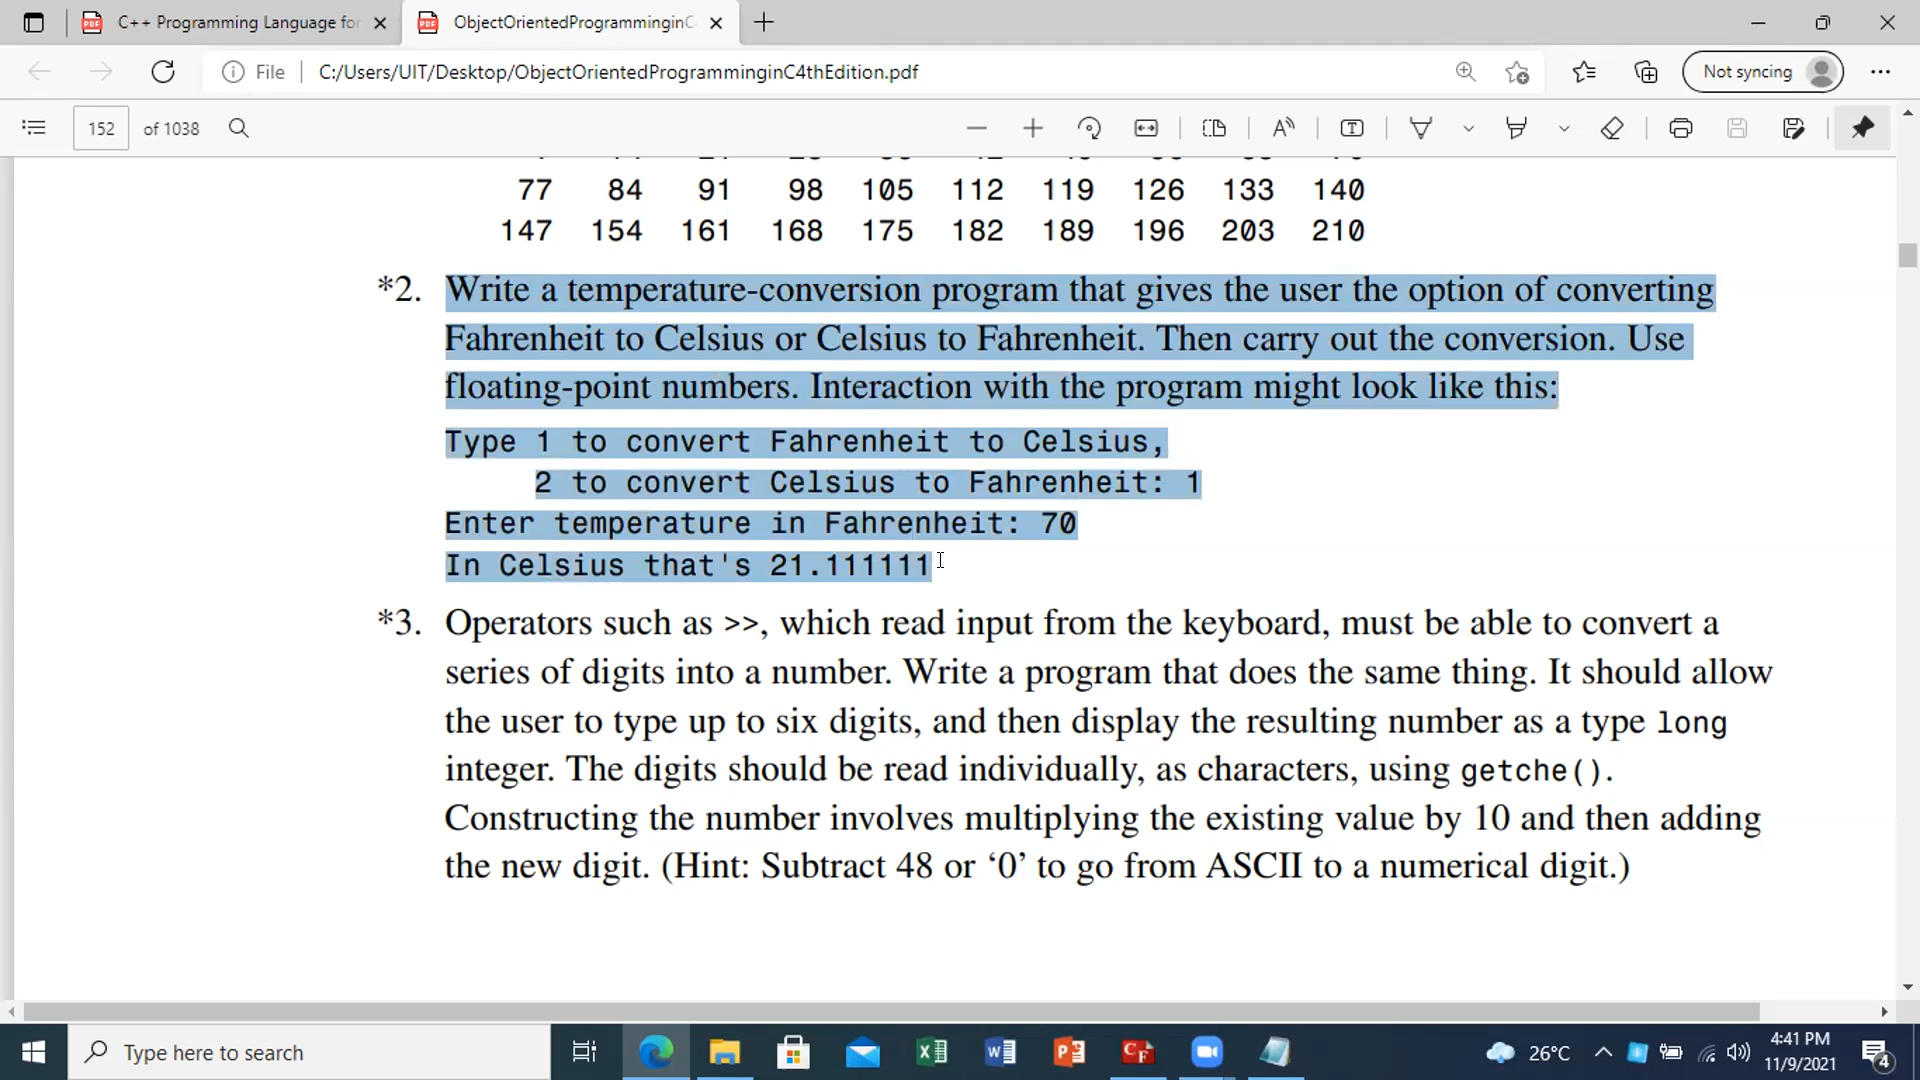 C++ Programming Language for
ObjectOrientedProgramminginC
File
C:/Users/UIT/Desktop/ObjectOrientedProgramminginC4thEdition.pdf
Not syncing
152 of 1038
77 84 91 98 105 112 119 126 133 140
147 154 161 168 175 182 189 196 203 210
*2. Write a temperature-conversion program that gives the user the option of converting
Fahrenheit to Celsius or Celsius to Fahrenheit. Then carry out the conversion. Use
floating-point numbers. Interaction with the program might look like this:
Type 1 to convert Fahrenheit to Celsius,
2 to convert Celsius to Fahrenheit: 1
Enter temperature in Fahrenheit: 70
In Celsius that's 21.111111
*3. Operators such as >>, which read input from the keyboard, must be able to convert a
series of digits into a number. Write a program that does the same thing. It should allow
the user to type up to six digits, and then display the resulting number as a type long
integer. The digits should be read individually, as characters, using getche().
Constructing the number involves multiplying the existing value by 10 and then adding
the new digit. (Hint: Subtract 48 or ‘0’ to go from ASCII to a numerical digit.)
Type here to search
26°C
4:41 PM
11/9/2021
4